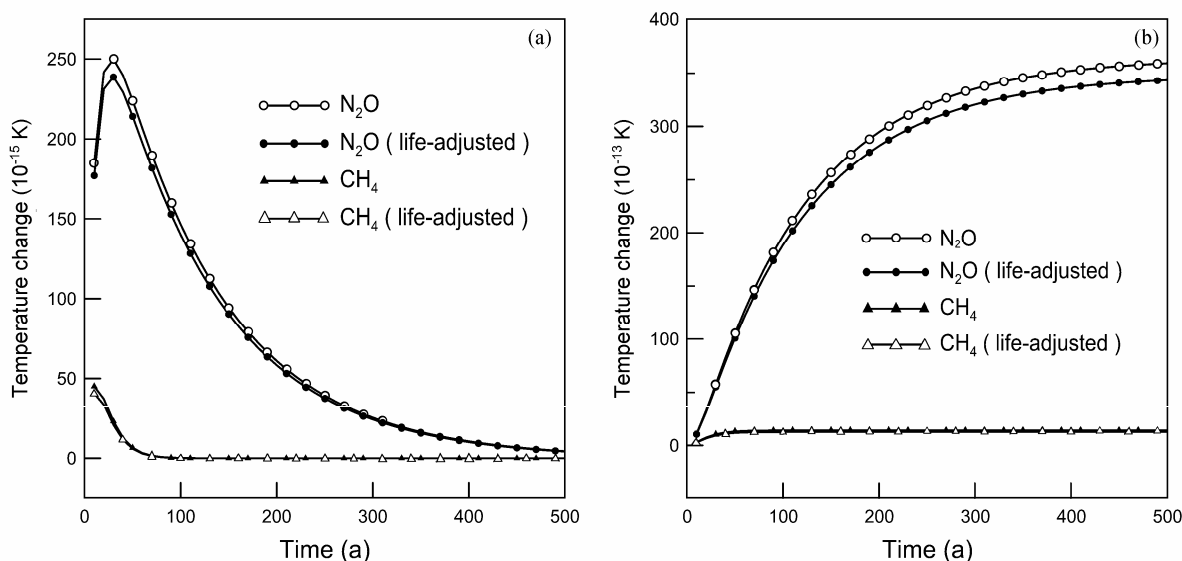 (a)
250
200
150
100
50
0
Temperature change (10⁻¹⁵ K)
N₂O
N₂O ( life-adjusted )
CH₄
CH₄ ( life-adjusted )
0 100 200 300 400 500
Time (a)
(b)
400
300
200
100
0
Temperature change (10⁻¹³ K)
N₂O
N₂O ( life-adjusted )
CH₄
CH₄ ( life-adjusted )
0 100 200 300 400 500
Time (a)